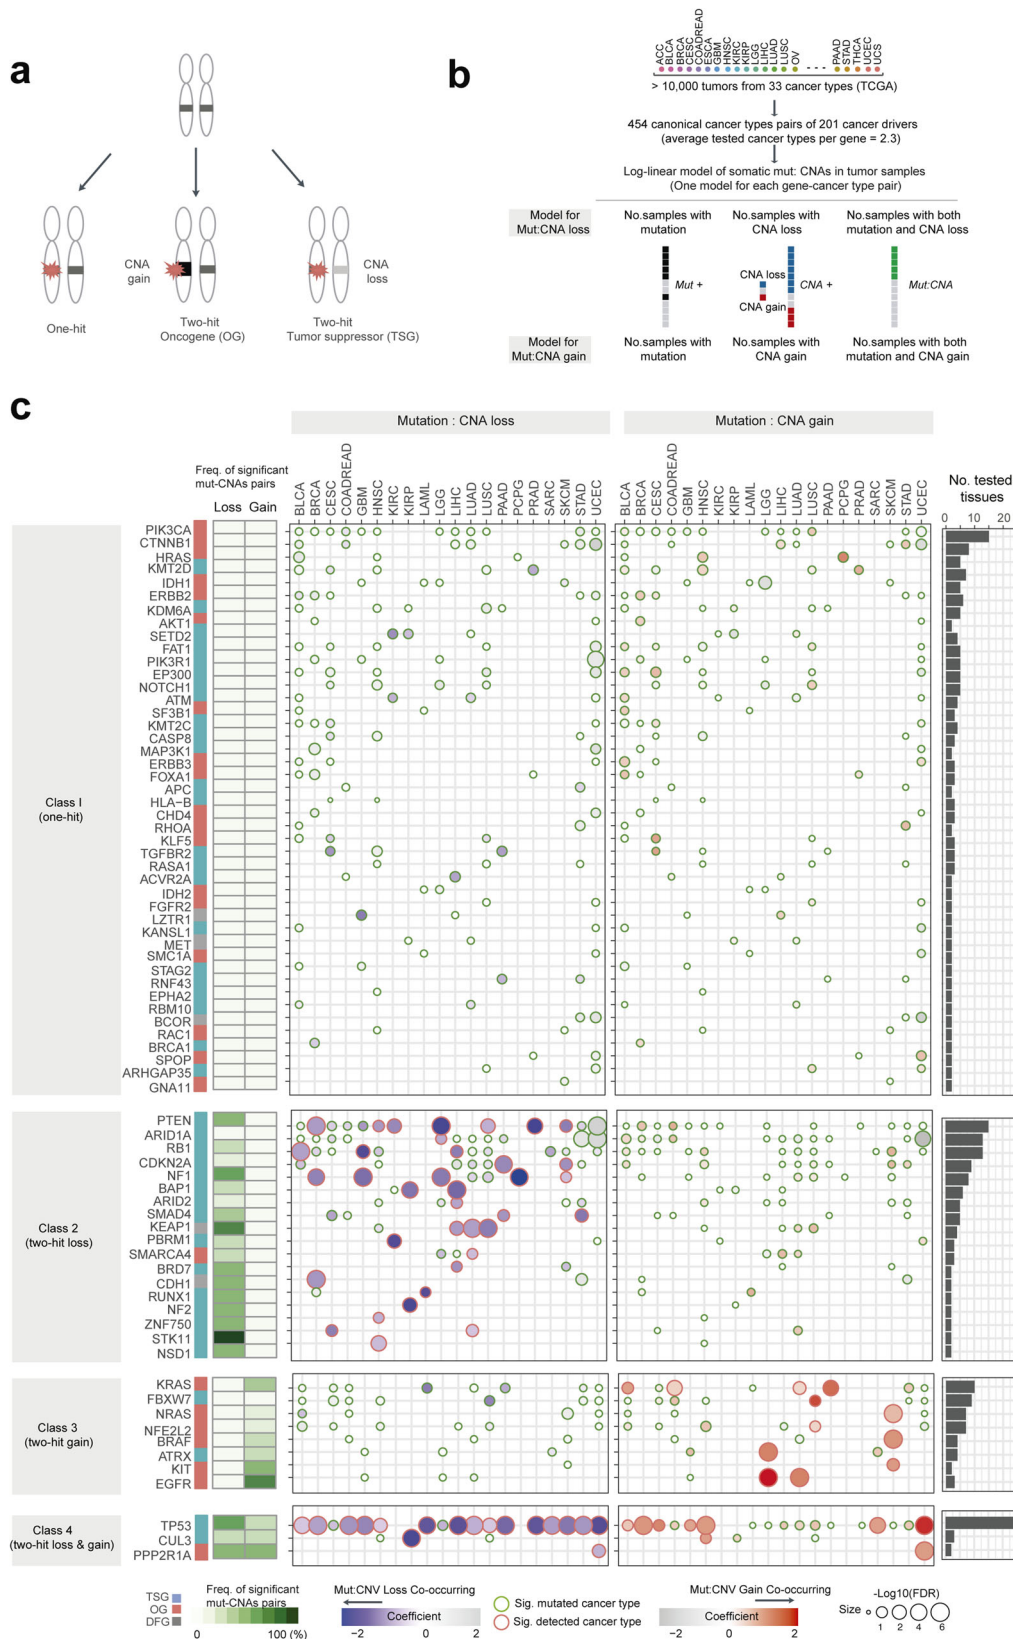 a
CNA
gain
CNA
loss
One-hit
Two-hit
Oncogene (OG)
Two-hit
Tumor suppressor (TSG)
b
ACC
BLCA
BRCA
CESC
COADREAD
ESCA
GBM
HNSC
KIRC
KIRP
LGG
LIHC
LUAD
LUSC
OV
PAAD
STAD
THCA
UCEC
UCS
> 10,000 tumors from 33 cancer types (TCGA)
454 canonical cancer types pairs of 201 cancer drivers
(average tested cancer types per gene = 2.3)
Log-linear model of somatic mut: CNAs in tumor samples
(One model for each gene-cancer type pair)
Model for
Mut:CNA loss
No.samples with
mutation
No.samples with
CNA loss
No.samples with both
mutation and CNA loss
Mut +
CNA loss
CNA gain
CNA +
Mut:CNA
Model for
Mut:CNA gain
No.samples with
mutation
No.samples with
CNA gain
No.samples with both
mutation and CNA gain
c
Mutation : CNA loss
Mutation : CNA gain
Freq. of significant
mut-CNAs pairs
Loss Gain
BLCA
BRCA
CESC
COADREAD
GBM
HNSC
KIRC
KIRP
LAML
LGG
LIHC
LUAD
LUSC
PAAD
PCPG
PRAD
SARC
SKCM
STAD
UCEC
BLCA
BRCA
CESC
COADREAD
GBM
HNSC
KIRC
KIRP
LAML
LGG
LIHC
LUAD
LUSC
PAAD
PCPG
PRAD
SARC
SKCM
STAD
UCEC
No. tested
tissues
0 5 10 20
Class I
(one-hit)
PIK3CA
CTNNB1
HRAS
KMT2D
IDH1
ERBB2
KDM6A
AKT1
SETD2
FAT1
PIK3R1
EP300
NOTCH1
ATM
SF3B1
KMT2C
CASP8
MAP3K1
ERBB3
FOXA1
APC
HLA−B
CHD4
RHOA
KLF5
TGFBR2
RASA1
ACVR2A
IDH2
FGFR2
LZTR1
KANSL1
MET
SMC1A
STAG2
RNF43
EPHA2
RBM10
BCOR
RAC1
BRCA1
SPOP
ARHGAP35
GNA11
Class 2
(two-hit loss)
PTEN
ARID1A
RB1
CDKN2A
NF1
BAP1
ARID2
SMAD4
KEAP1
PBRM1
SMARCA4
BRD7
CDH1
RUNX1
NF2
ZNF750
STK11
NSD1
Class 3
(two-hit gain)
KRAS
FBXW7
NRAS
NFE2L2
BRAF
ATRX
KIT
EGFR
Class 4
(two-hit loss & gain)
TP53
CUL3
PPP2R1A
TSG
OG
DFG
Freq. of significant
mut-CNAs pairs
0 100 (%)
Mut:CNV Loss Co-occurring
Coefficient
−2 0 2
Sig. mutated cancer type
Sig. detected cancer type
Mut:CNV Gain Co-occurring
Coefficient
−2 0 2
-Log10(FDR)
Size
1 2 4 6